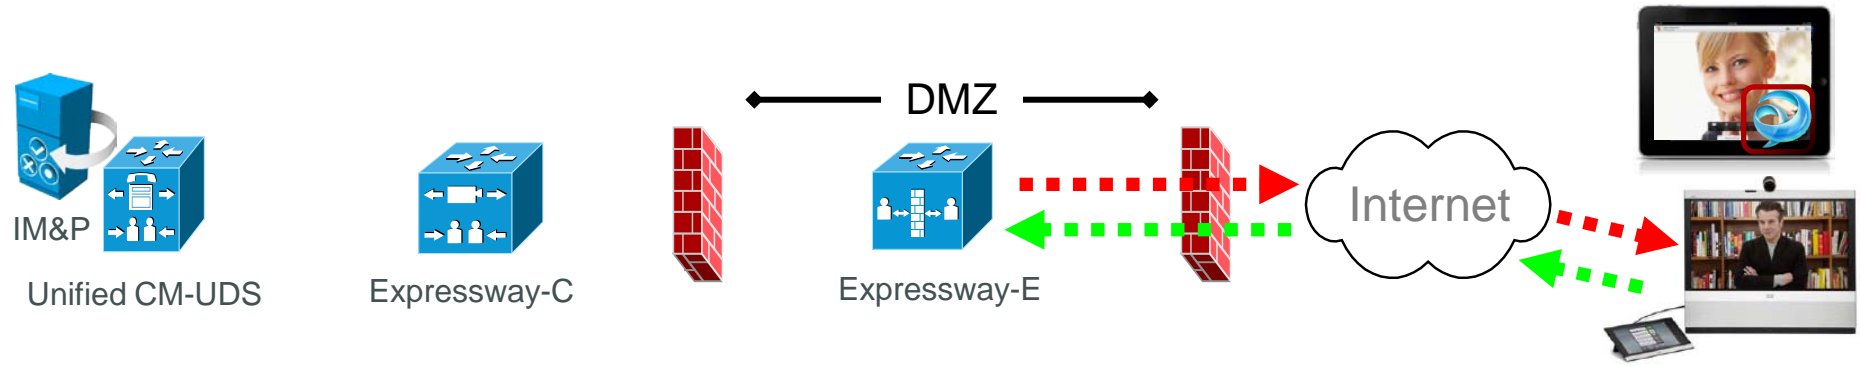 DMZ
Internet
IM&P
Unified CM-UDS
Expressway-C
Expressway-E